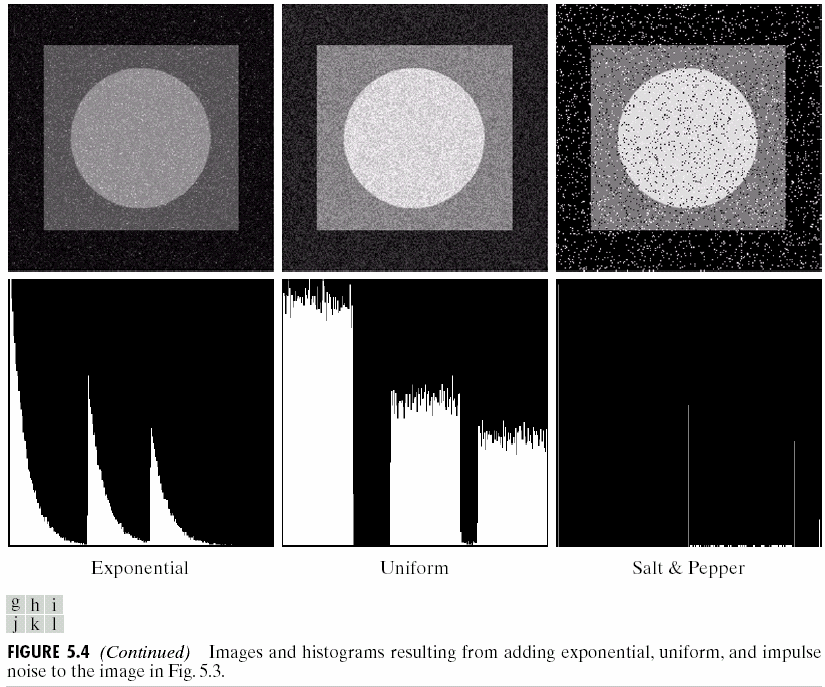 Exponential Uniform Salt & Pepper
g h i
j k l
FIGURE 5.4 (Continued) Images and histograms resulting from adding exponential, uniform, and impulse
noise to the image in Fig. 5.3.